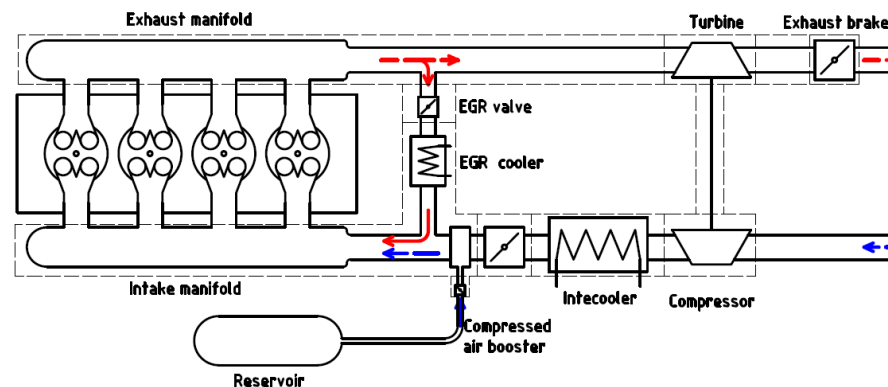 Exhaust manifold
Turbine
Exhaust brake
EGR valve
EGR cooler
Intake manifold
Intecooler
Compressor
Compressed
air booster
Reservoir